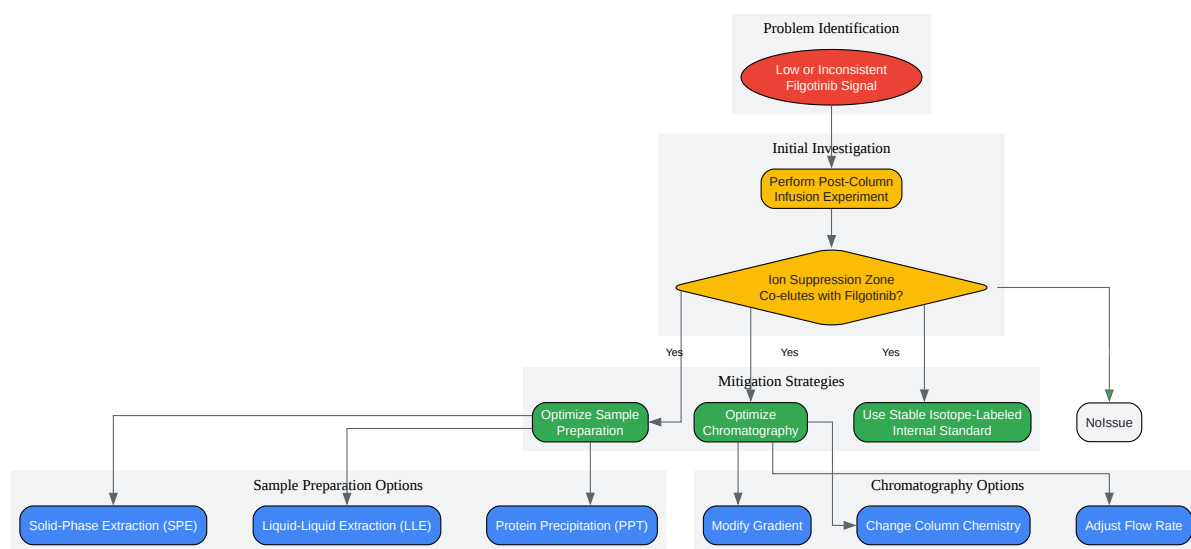 Problem Identification
Low or Inconsistent
Filgotinib Signal
Initial Investigation
Perform Post-Column
Infusion Experiment
Ion Suppression Zone
Co-elutes with Filgotinib?
Yes
Yes
Yes
Mitigation Strategies
Optimize Sample
Preparation
Optimize
Chromatography
Use Stable Isotope-Labeled
Internal Standard
NoIssue
Sample Preparation Options
Solid-Phase Extraction (SPE)
Liquid-Liquid Extraction (LLE)
Protein Precipitation (PPT)
Chromatography Options
Modify Gradient
Change Column Chemistry
Adjust Flow Rate